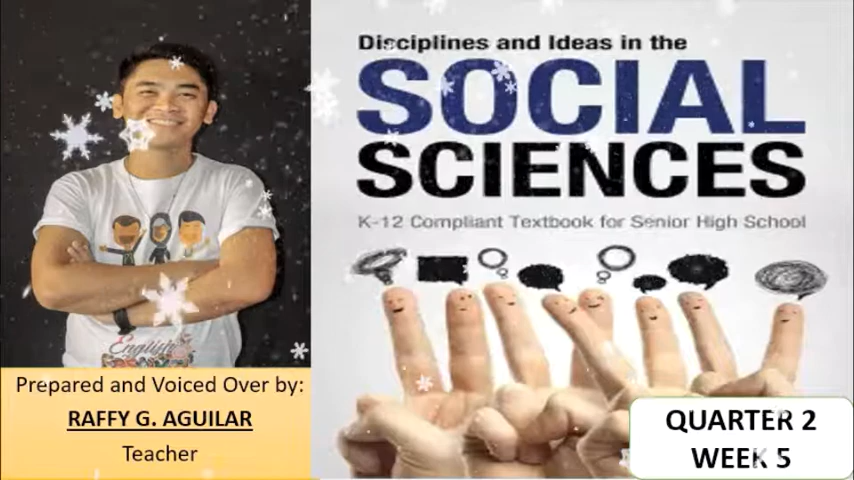 Disciplines and Ideas in the
SOCIAL
SCIENCES
K-12 Compliant Textbook for Senior High School
English
Prepared and Voiced Over by:
RAFFY G. AGUILAR
Teacher
QUARTER 2
WEEK 5